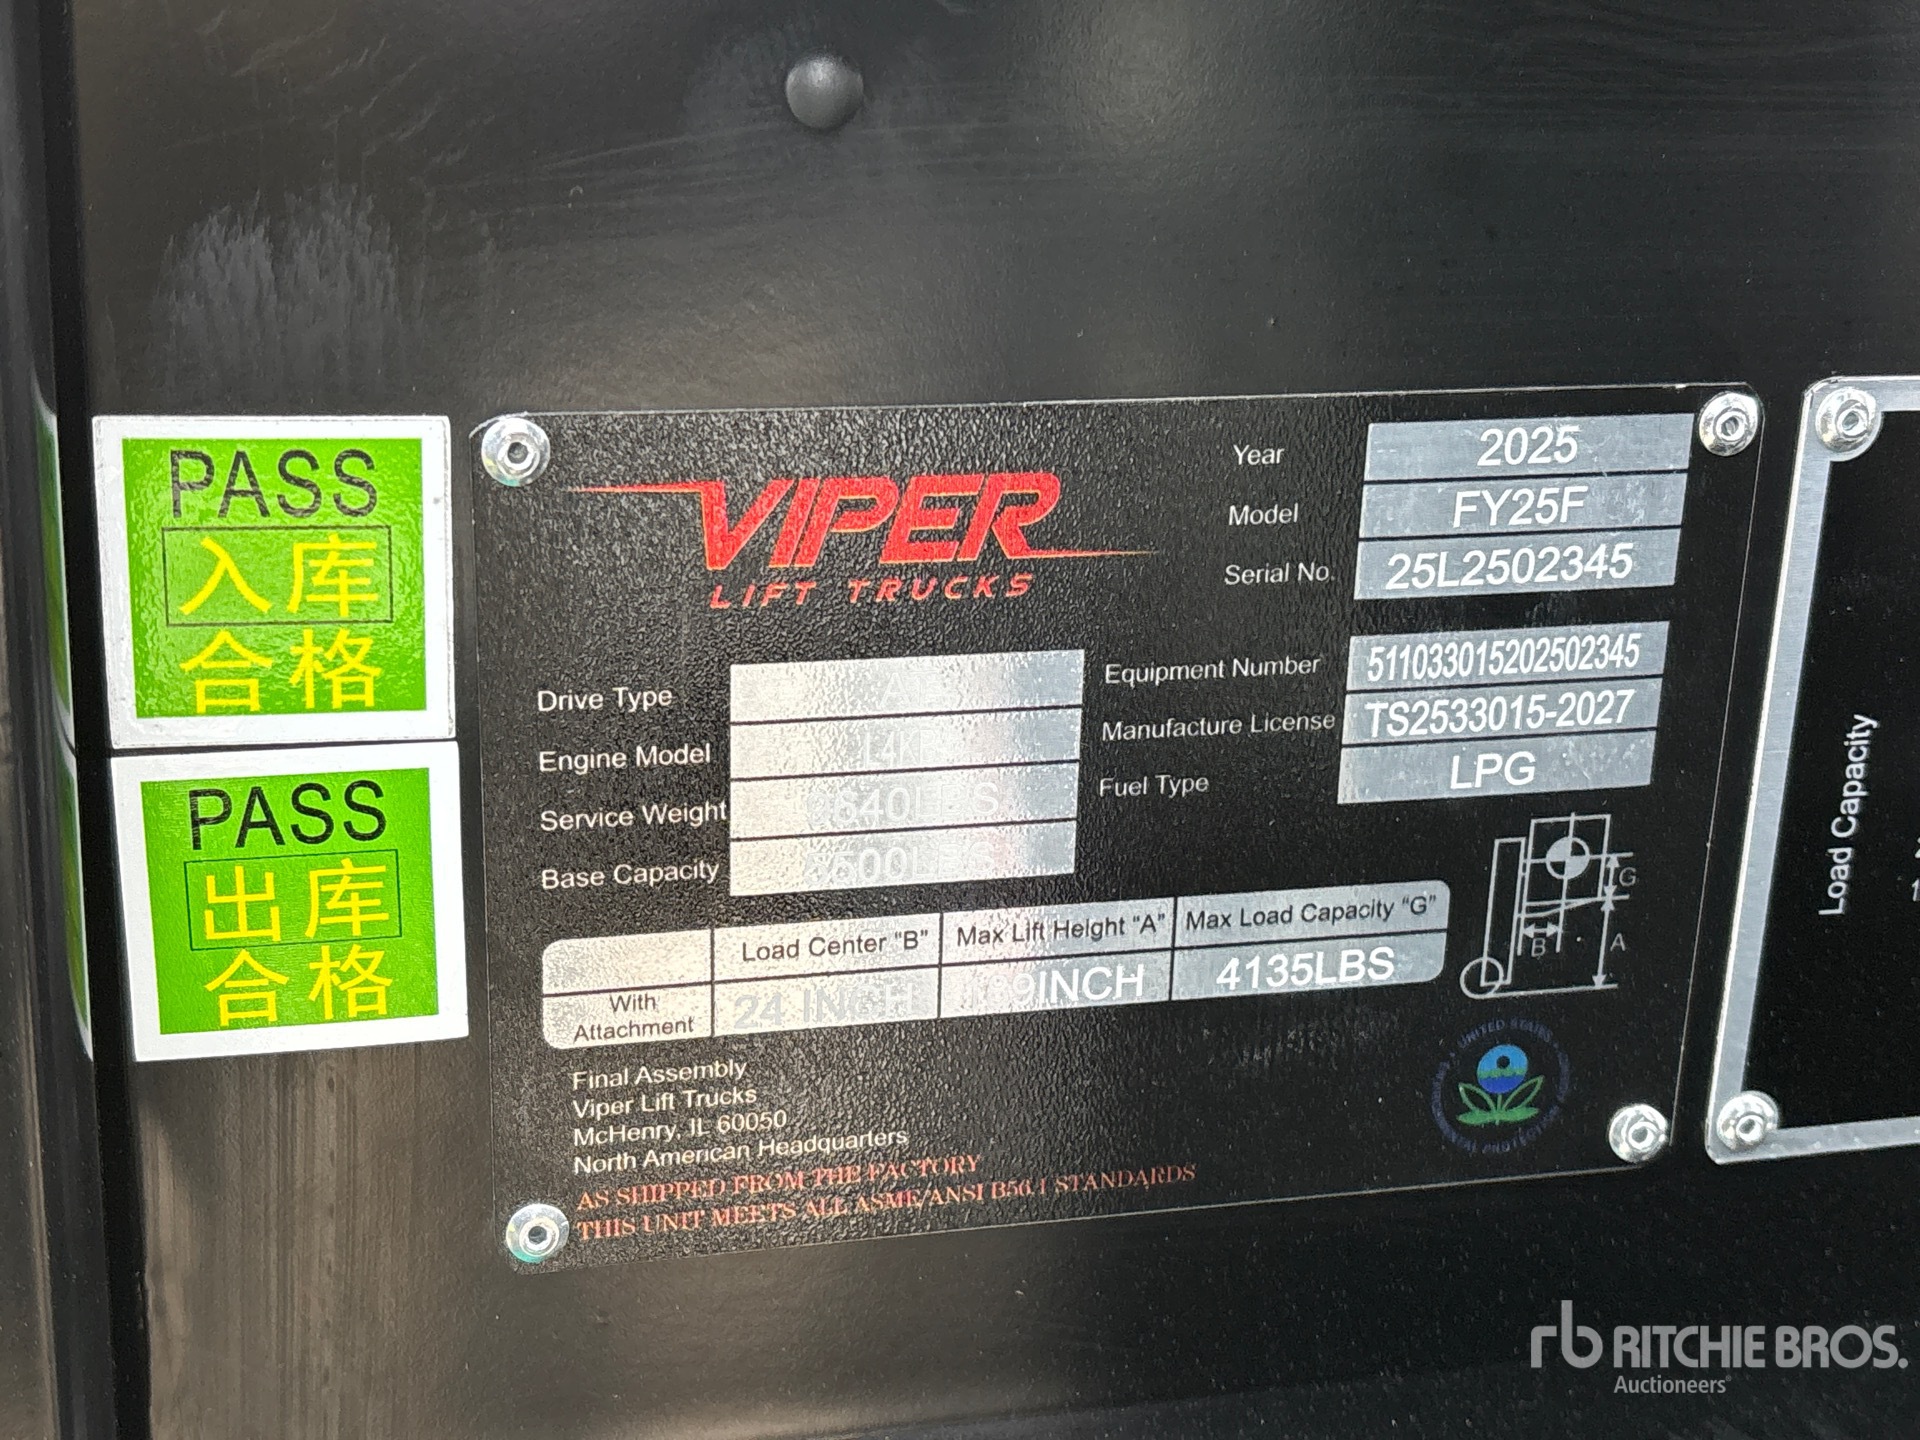 PASS
入库
合格
PASS
出库
合格
VIPER
LIFT TRUCKS
Year 2025
Model FY25F
Serial No. 25L2502345
Equipment Number 511033015202502345
Manufacture License TS2533015-2027
Fuel Type LPG
Drive Type
Engine Model
Service Weight
Base Capacity
Load Center "B" Max Lift Height "A" Max Load Capacity "G"
With
Attachment
24 INCH 4135LBS
G
B
A
Final Assembly
Viper Lift Trucks
McHenry, IL 60050
North American Headquarters
AS SHIPPED FROM THE FACTORY
THIS UNIT MEETS ALL ASME/ANSI B56.1 STANDARDS
Load Capacity
rb RITCHIE BROS.
Auctioneers